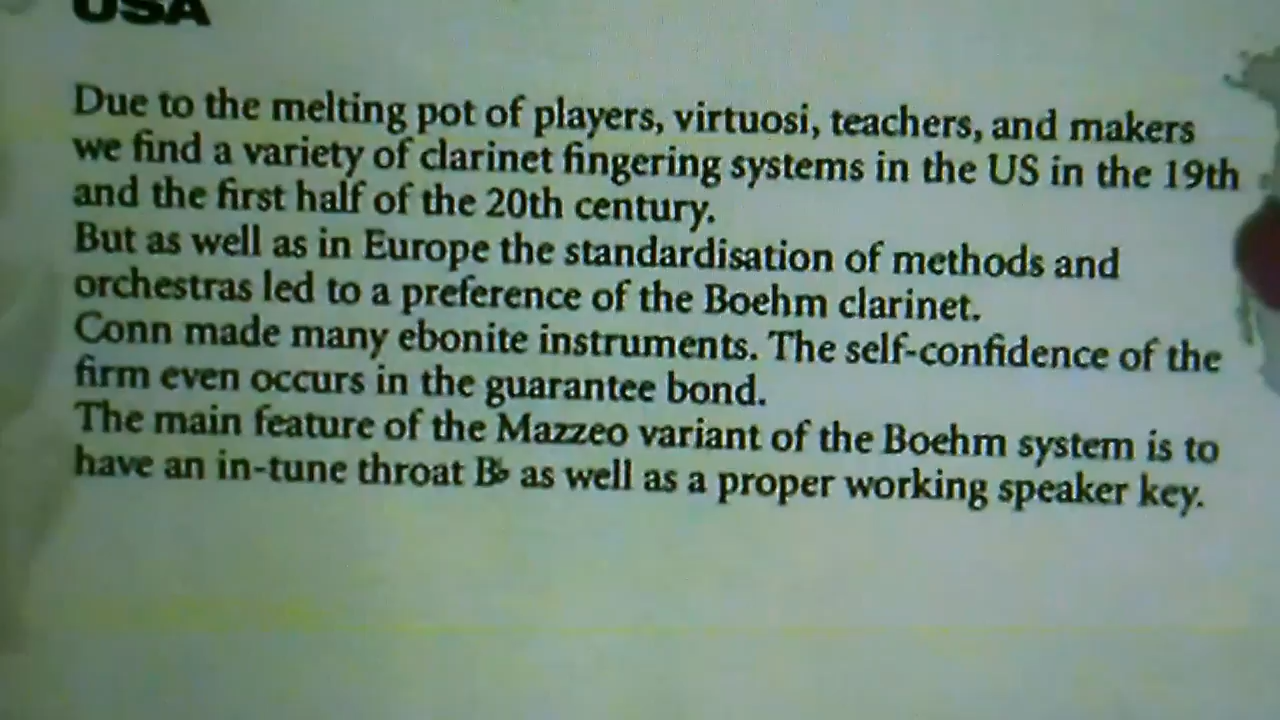 USA
Due to the melting pot of players, virtuosi, teachers, and makers
we find a variety of clarinet fingering systems in the US in the 19th
and the first half of the 20th century.
But as well as in Europe the standardisation of methods and
orchestras led to a preference of the Boehm clarinet.
Conn made many ebonite instruments. The self-confidence of the
firm even occurs in the guarantee bond.
The main feature of the Mazzeo variant of the Boehm system is to
have an in-tune throat B♭ as well as a proper working speaker key.